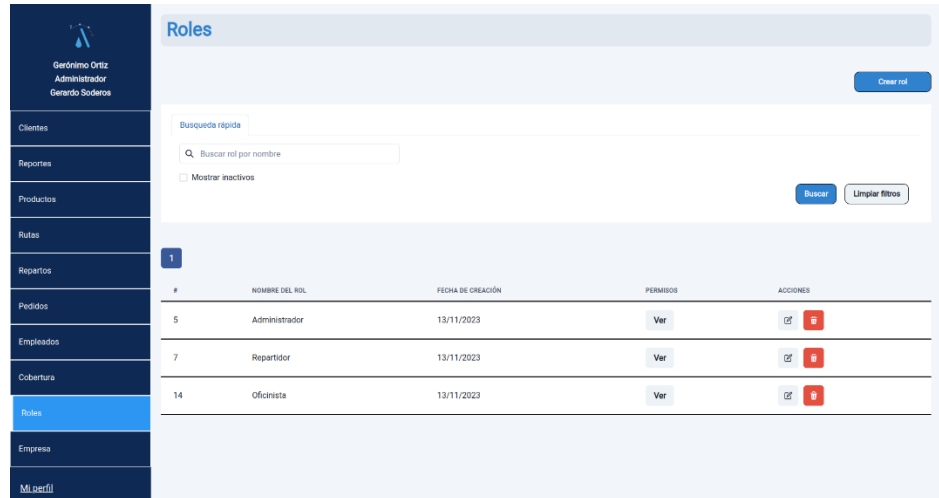 Gerónimo Ortiz
Administrador
Gerardo Soderos
Clientes
Reportes
Productos
Rutas
Repartos
Pedidos
Empleados
Cobertura
Roles
Empresa
Mi perfil
Roles
Crear rol
Busqueda rápida
Buscar rol por nombre
Mostrar inactivos
Buscar Limpiar filtros
1
# NOMBRE DEL ROL FECHA DE CREACIÓN PERMISOS ACCIONES
5 Administrador 13/11/2023 Ver
7 Repartidor 13/11/2023 Ver
14 Oficinista 13/11/2023 Ver